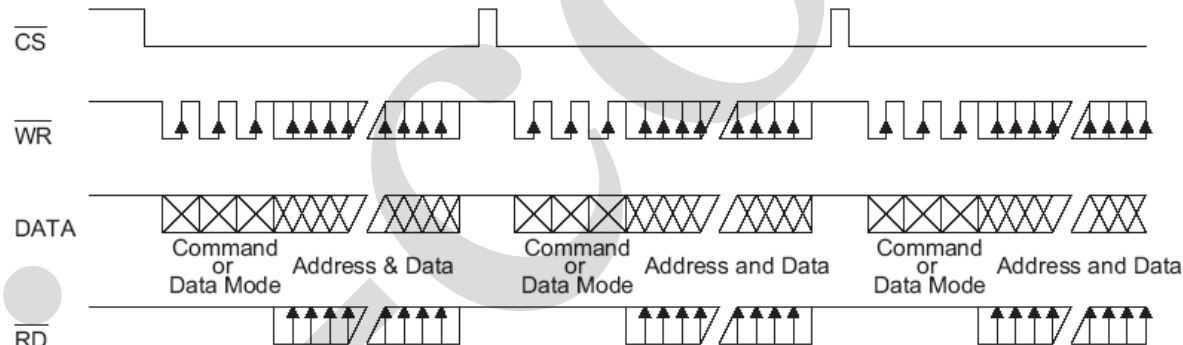 CS
WR
DATA
Command
or
Data Mode
Address & Data
Command
or
Data Mode
Address and Data
Command
or
Data Mode
Address and Data
RD